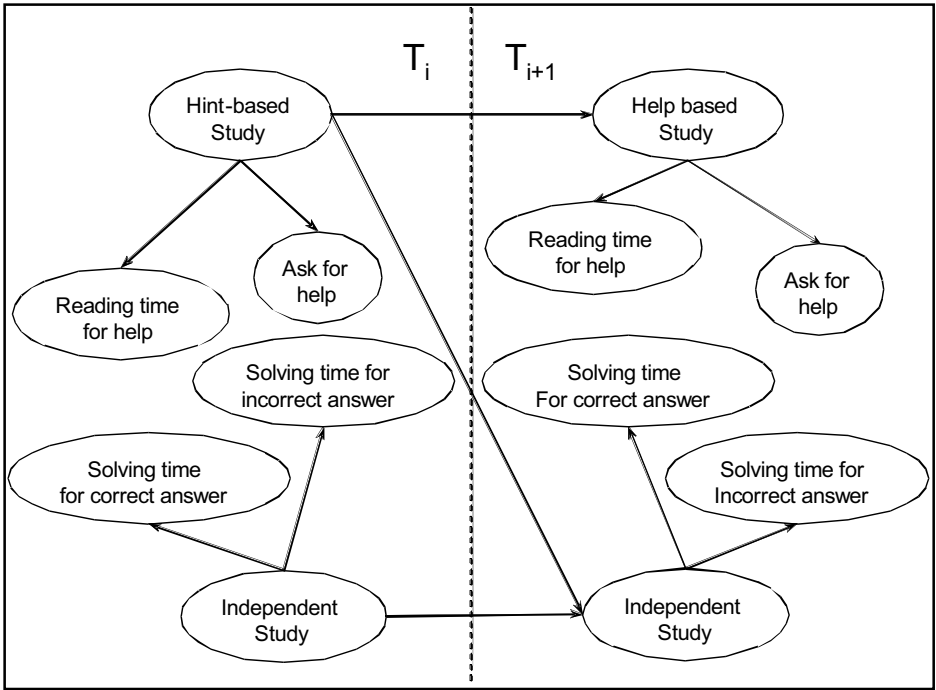 T_i
T_{i+1}
Hint-based
Study
Help based
Study
Reading time
for help
Ask for
help
Reading time
for help
Ask for
help
Solving time for
incorrect answer
Solving time
For correct answer
Solving time
for correct answer
Solving time for
Incorrect answer
Independent
Study
Independent
Study